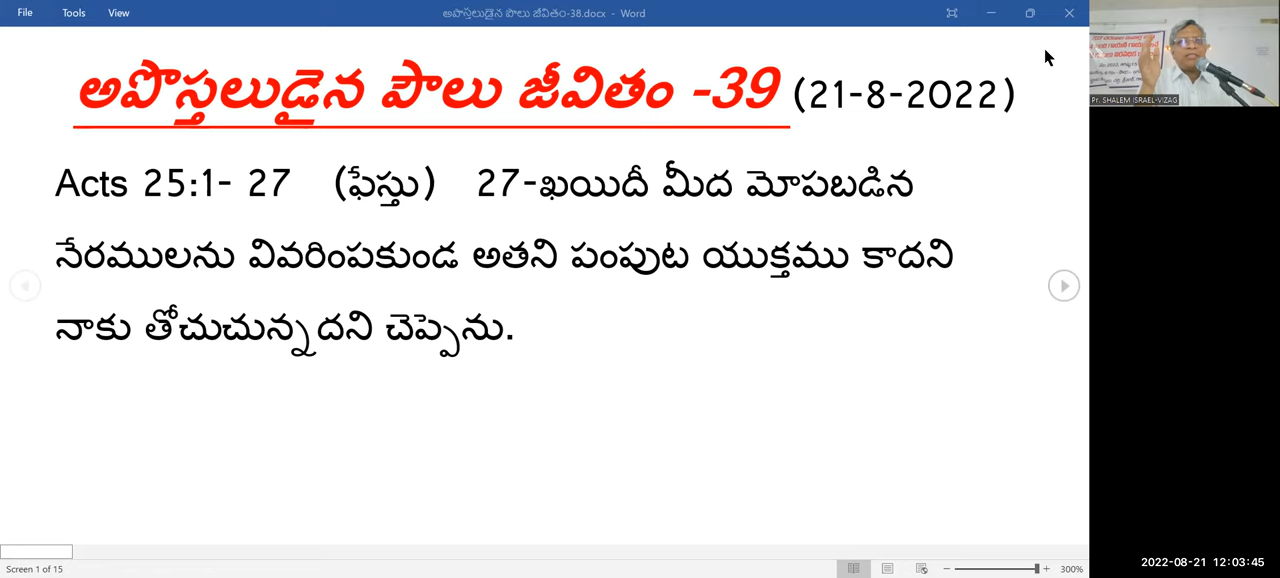 File Tools View
అపొస్తలుడైన పౌలు జీవితం-38.docx - Word
అపొస్తలుడైన పౌలు జీవితం -39 (21-8-2022)
Acts 25:1- 27 (ఫేస్తు) 27-ఖయిదీ మీద మోపబడిన
నేరములను వివరింపకుండ అతని పంపుట యుక్తము కాదని
నాకు తోచుచున్నదని చెప్పెను.
Pr. SHALEM ISRAEL-VIZAG
2022-08-21 12:03:45
Screen 1 of 15
300%